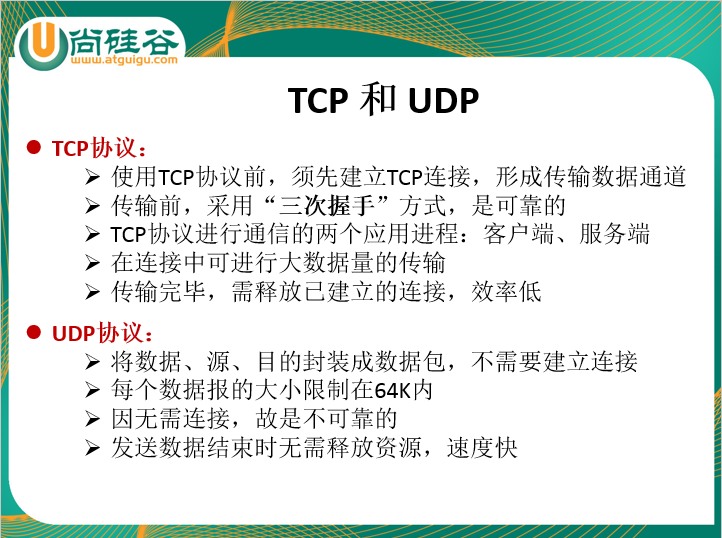 尚硅谷
www.atguigu.com
TCP 和 UDP
TCP协议：
使用TCP协议前，须先建立TCP连接，形成传输数据通道
传输前，采用“三次握手”方式，是可靠的
TCP协议进行通信的两个应用进程：客户端、服务端
在连接中可进行大数据量的传输
传输完毕，需释放已建立的连接，效率低
UDP协议：
将数据、源、目的封装成数据包，不需要建立连接
每个数据报的大小限制在64K内
因无需连接，故是不可靠的
发送数据结束时无需释放资源，速度快